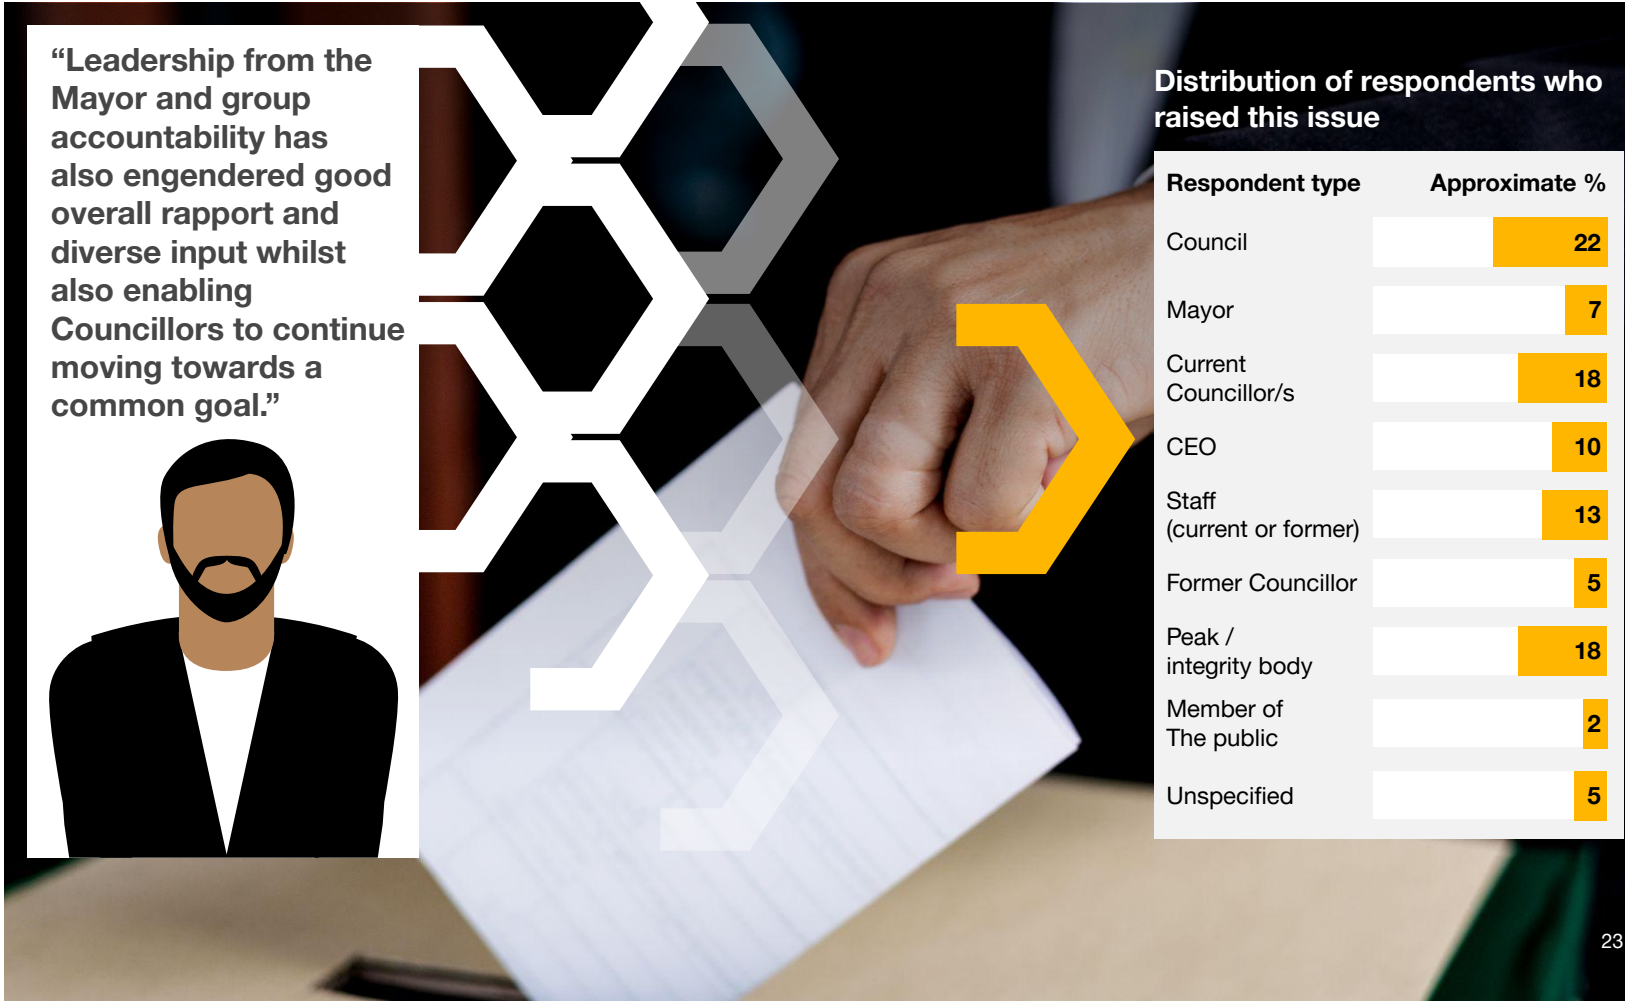 “Leadership from the
Mayor and group
accountability has
also engendered good
overall rapport and
diverse input whilst
also enabling
Councillors to continue
moving towards a
common goal.”
Distribution of respondents who
raised this issue
Respondent type Approximate %
Council 22
Mayor 7
Current
Councillor/s 18
CEO 10
Staff
(current or former) 13
Former Councillor 5
Peak /
integrity body 18
Member of
The public 2
Unspecified 5
23